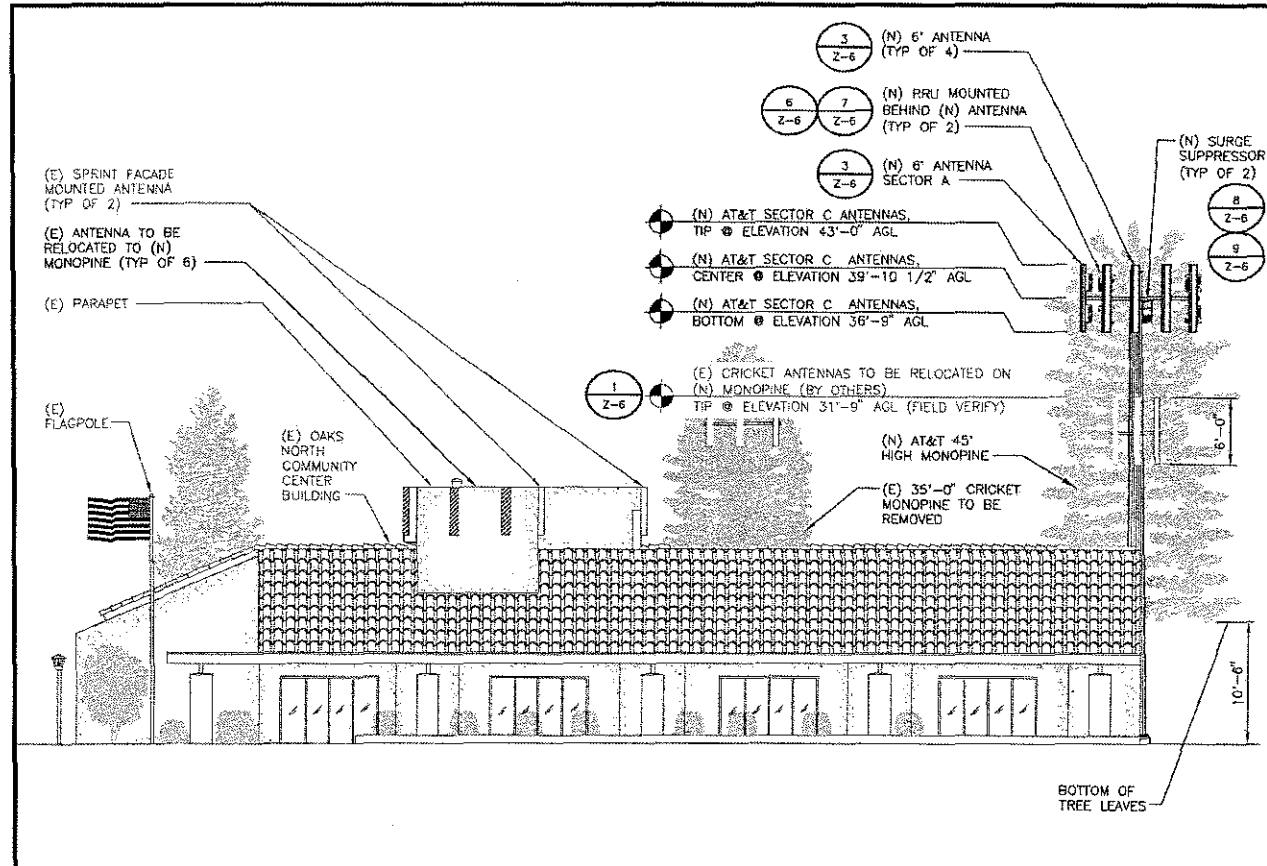 3
Z-6
(N) 6' ANTENNA
(TYP OF 4)
6
Z-6
7
Z-6
(N) RRU MOUNTED
BEHIND (N) ANTENNA
(TYP OF 2)
3
Z-6
(N) 6' ANTENNA
SECTOR A
(N) SURGE
SUPPRESSOR
(TYP OF 2)
8
Z-6
9
Z-6
(E) SPRINT FACADE
MOUNTED ANTENNA
(TYP OF 2)
(E) ANTENNA TO BE
RELOCATED TO (N)
MONOPINE (TYP OF 6)
(E) PARAPET
(N) AT&T SECTOR C ANTENNAS,
TIP @ ELEVATION 43'-0" AGL
(N) AT&T SECTOR C ANTENNAS,
CENTER @ ELEVATION 39'-10 1/2" AGL
(N) AT&T SECTOR C ANTENNAS,
BOTTOM @ ELEVATION 36'-9" AGL
1
Z-6
(E) CRICKET ANTENNAS TO BE RELOCATED ON
(N) MONOPINE (BY OTHERS)
TIP @ ELEVATION 31'-9" AGL (FIELD VERIFY)
(E)
FLAGPOLE
(E) OAKS
NORTH
COMMUNITY
CENTER
BUILDING
(N) AT&T 45'
HIGH MONOPINE
6'-0"
(E) 35'-0" CRICKET
MONOPINE TO BE
REMOVED
10'-6"
BOTTOM OF
TREE LEAVES